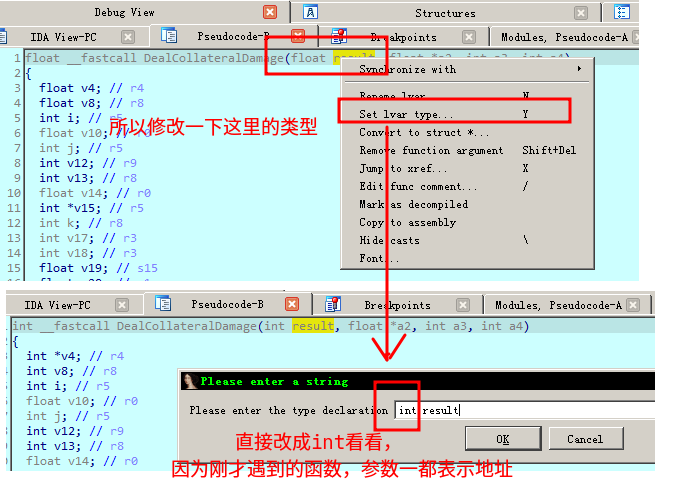 Debug View
Structures
IDA View-PC
Pseudocode-B
Breakpoints
Modules, Pseudocode-A
1 float __fastcall DealCollateralDamage(float result, float *a2, int a3, int a4)
2 {
3 float v4; // r4
4 float v8; // r8
5 int i; // r5
6 float v10; // r0
7 int j; // r5
8 int v12; // r9
9 int v13; // r8
10 float v14; // r0
11 int *v15; // r5
12 int k; // r8
13 int v17; // r3
14 int v18; // r3
15 float v19; // s15
Synchronize with
Rename lvar N
Set lvar type... Y
Convert to struct *...
Remove function argument Shift+Del
Jump to xref... X
Edit func comment... /
Mark as decompiled
Copy to assembly
Hide casts \
Font...
所以修改一下这里的类型
IDA View-PC
Pseudocode-B
Breakpoints
Modules, Pseudocode-A
int __fastcall DealCollateralDamage(int result, float *a2, int a3, int a4)
{
int *v4; // r4
int v8; // r8
int i; // r5
float v10; // r0
int j; // r5
int v12; // r9
int v13; // r8
float v14; // r0
Please enter a string
Please enter the type declaration int result
OK
Cancel
直接改成int看看，
因为刚才遇到的函数，参数一都表示地址